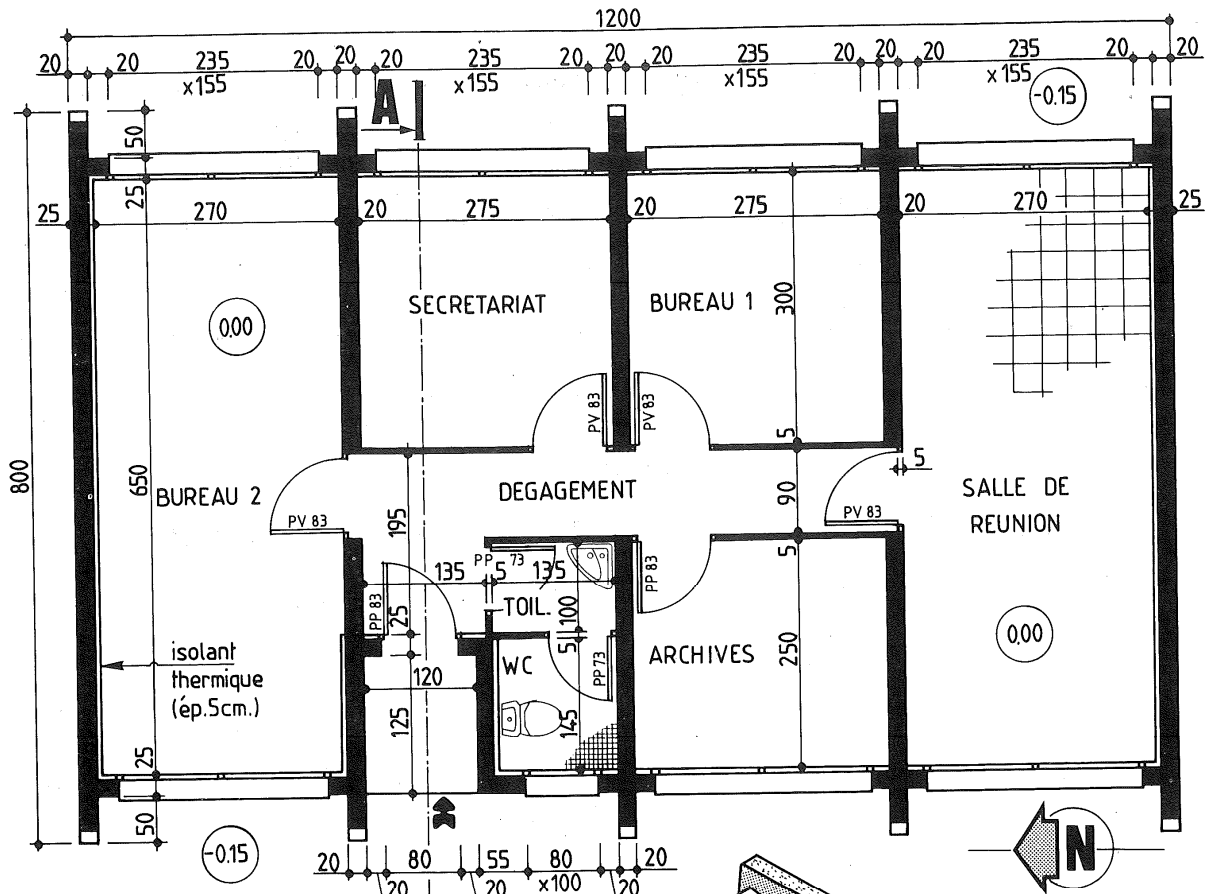 1200
20 20 235 20 20 20 235 20 20 20 235 20 20 20 235 20 20
x155 x155 x155 x155
A
-0.15
50
25
25 270 20 275 20 275 20 270 25
SECRETARIAT
BUREAU 1
300
0.00
PV 83
PV 83
5
5
800
650
BUREAU 2
DEGAGEMENT
90
SALLE DE
REUNION
PV 83
PV 83
195
5
PP 73
135 5 135
PP 83
PP 83
TOIL.
100
25
5
0.00
isolant
thermique
(ép.5cm.)
WC
PP 73
ARCHIVES
250
120
125
145
25
50
-0.15
N
20 80 55 80 20
x100
20 20 20